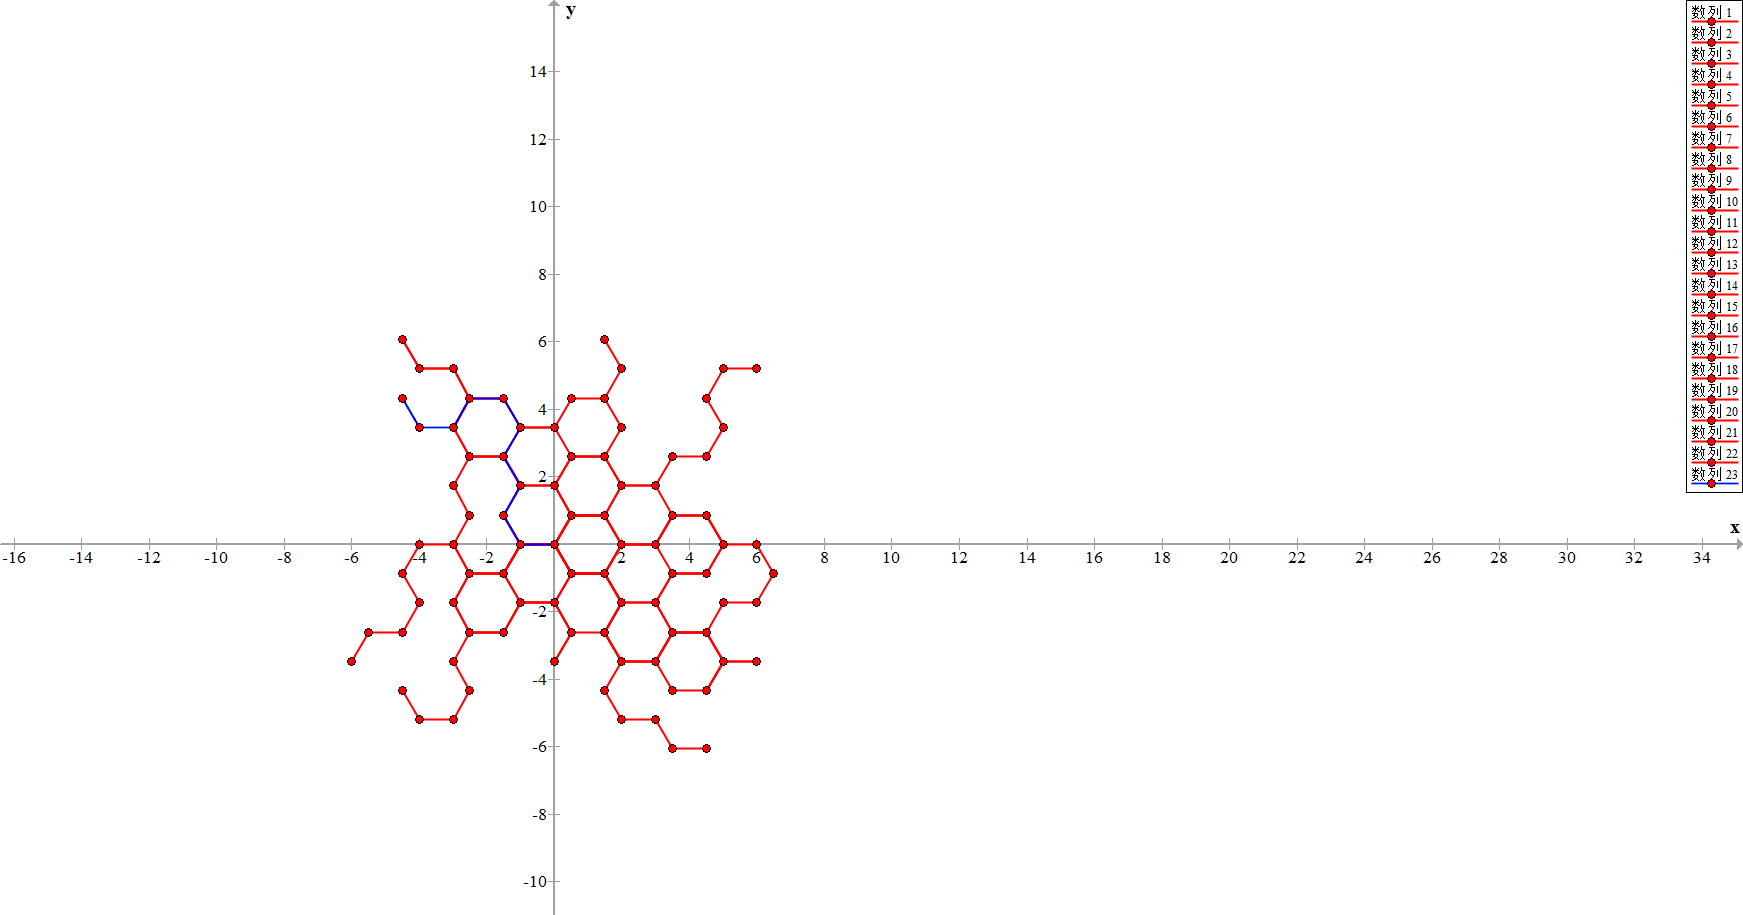 y
14
12
10
8
6
4
2
x
-16 -14 -12 -10 -8 -6 -4 -2 2 4 6 8 10 12 14 16 18 20 22 24 26 28 30 32 34
-2
-4
-6
-8
-10
数列 1
数列 2
数列 3
数列 4
数列 5
数列 6
数列 7
数列 8
数列 9
数列 10
数列 11
数列 12
数列 13
数列 14
数列 15
数列 16
数列 17
数列 18
数列 19
数列 20
数列 21
数列 22
数列 23